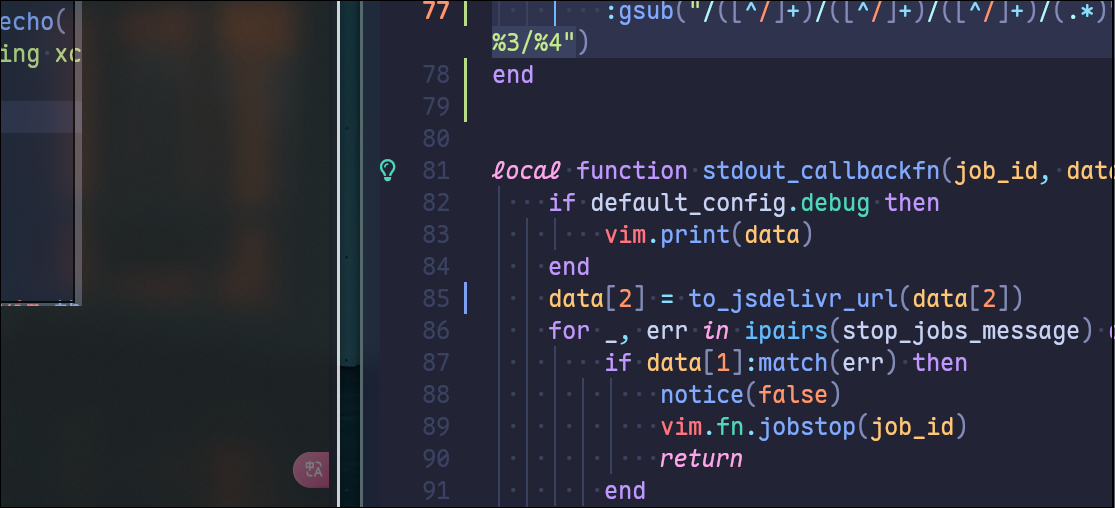 echo(
ing xc
77 :gsub("/([^/]+)/([^/]+)/([^/]+)/(.*)
%3/%4")
78 end
79
80
81 local function stdout_callbackfn(job_id, data
82 if default_config.debug then
83 vim.print(data)
84 end
85 data[2] = to_jsdelivr_url(data[2])
86 for _, err in ipairs(stop_jobs_message)
87 if data[1]:match(err) then
88 notice(false)
89 vim.fn.jobstop(job_id)
90 return
91 end
中A